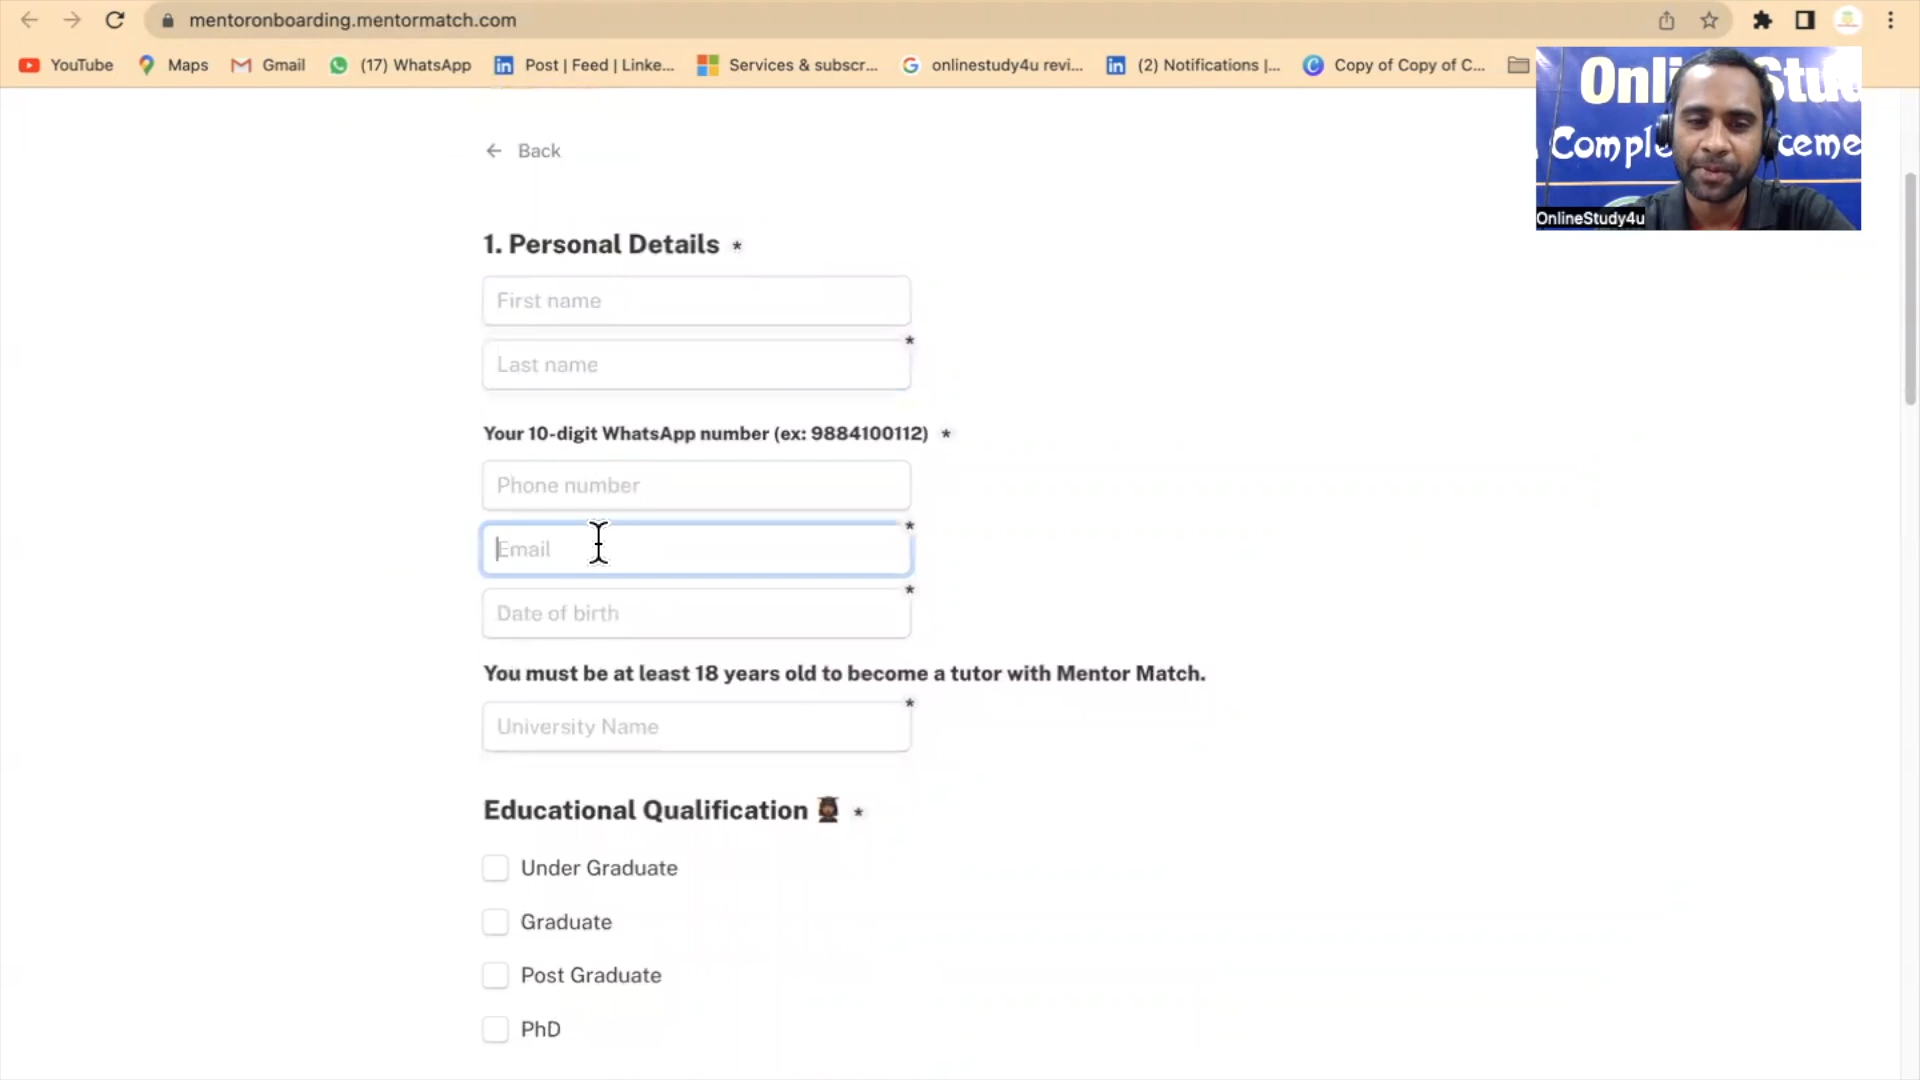 mentoronboarding.mentormatch.com
YouTube Maps Gmail (17) WhatsApp Post | Feed | Linke... Services & subscr... onlinestudy4u revi... (2) Notifications |... Copy of Copy of C...
Compl ceme
OnlineStudy4u
← Back
1. Personal Details *
First name
*
Last name
Your 10-digit WhatsApp number (ex: 9884100112) *
Phone number
*
Email
*
Date of birth
You must be at least 18 years old to become a tutor with Mentor Match.
*
University Name
Educational Qualification *
Under Graduate
Graduate
Post Graduate
PhD